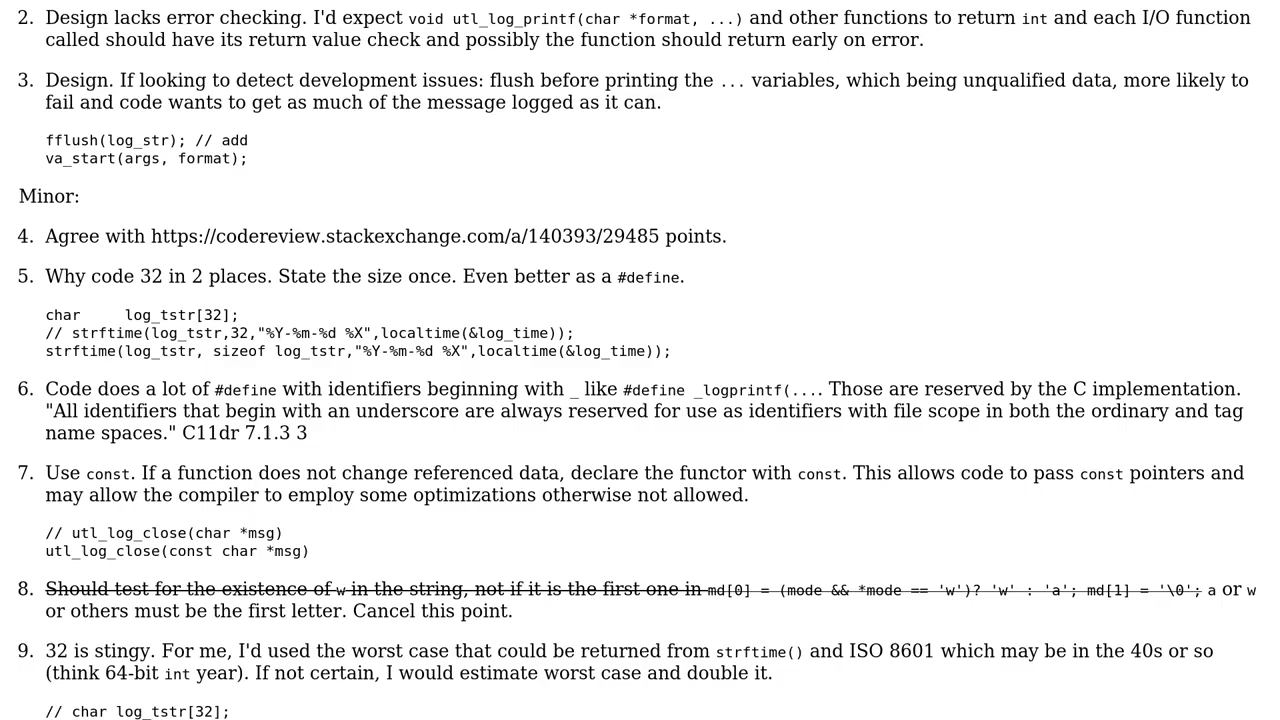 2. Design lacks error checking. I'd expect void utl_log_printf(char *format, ...) and other functions to return int and each I/O function
called should have its return value check and possibly the function should return early on error.
3. Design. If looking to detect development issues: flush before printing the ... variables, which being unqualified data, more likely to
fail and code wants to get as much of the message logged as it can.
fflush(log_str); // add
va_start(args, format);
Minor:
4. Agree with https://codereview.stackexchange.com/a/140393/29485 points.
5. Why code 32 in 2 places. State the size once. Even better as a #define.
char     log_tstr[32];
// strftime(log_tstr,32,"%Y-%m-%d %X",localtime(&log_time));
strftime(log_tstr, sizeof log_tstr,"%Y-%m-%d %X",localtime(&log_time));
6. Code does a lot of #define with identifiers beginning with _ like #define _logprintf(.... Those are reserved by the C implementation.
"All identifiers that begin with an underscore are always reserved for use as identifiers with file scope in both the ordinary and tag
name spaces." C11dr 7.1.3 3
7. Use const. If a function does not change referenced data, declare the functor with const. This allows code to pass const pointers and
may allow the compiler to employ some optimizations otherwise not allowed.
// utl_log_close(char *msg)
utl_log_close(const char *msg)
8. Should test for the existence of w in the string, not if it is the first one in md[0] = (mode && *mode == 'w')? 'w' : 'a'; md[1] = '\0'; a or w
or others must be the first letter. Cancel this point.
9. 32 is stingy. For me, I'd used the worst case that could be returned from strftime() and ISO 8601 which may be in the 40s or so
(think 64-bit int year). If not certain, I would estimate worst case and double it.
// char log_tstr[32];